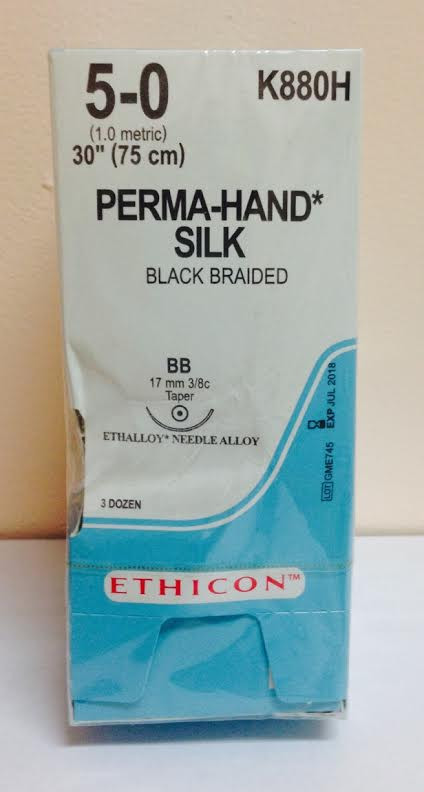 5-0
K880H
(1.0 metric)
30" (75 cm)
PERMA-HAND*
SILK
BLACK BRAIDED
BB
17 mm 3/8c
Taper
ETHALLOY* NEEDLE ALLOY
EXP JUL 2018
LOT GME745
3 DOZEN
ETHICON™